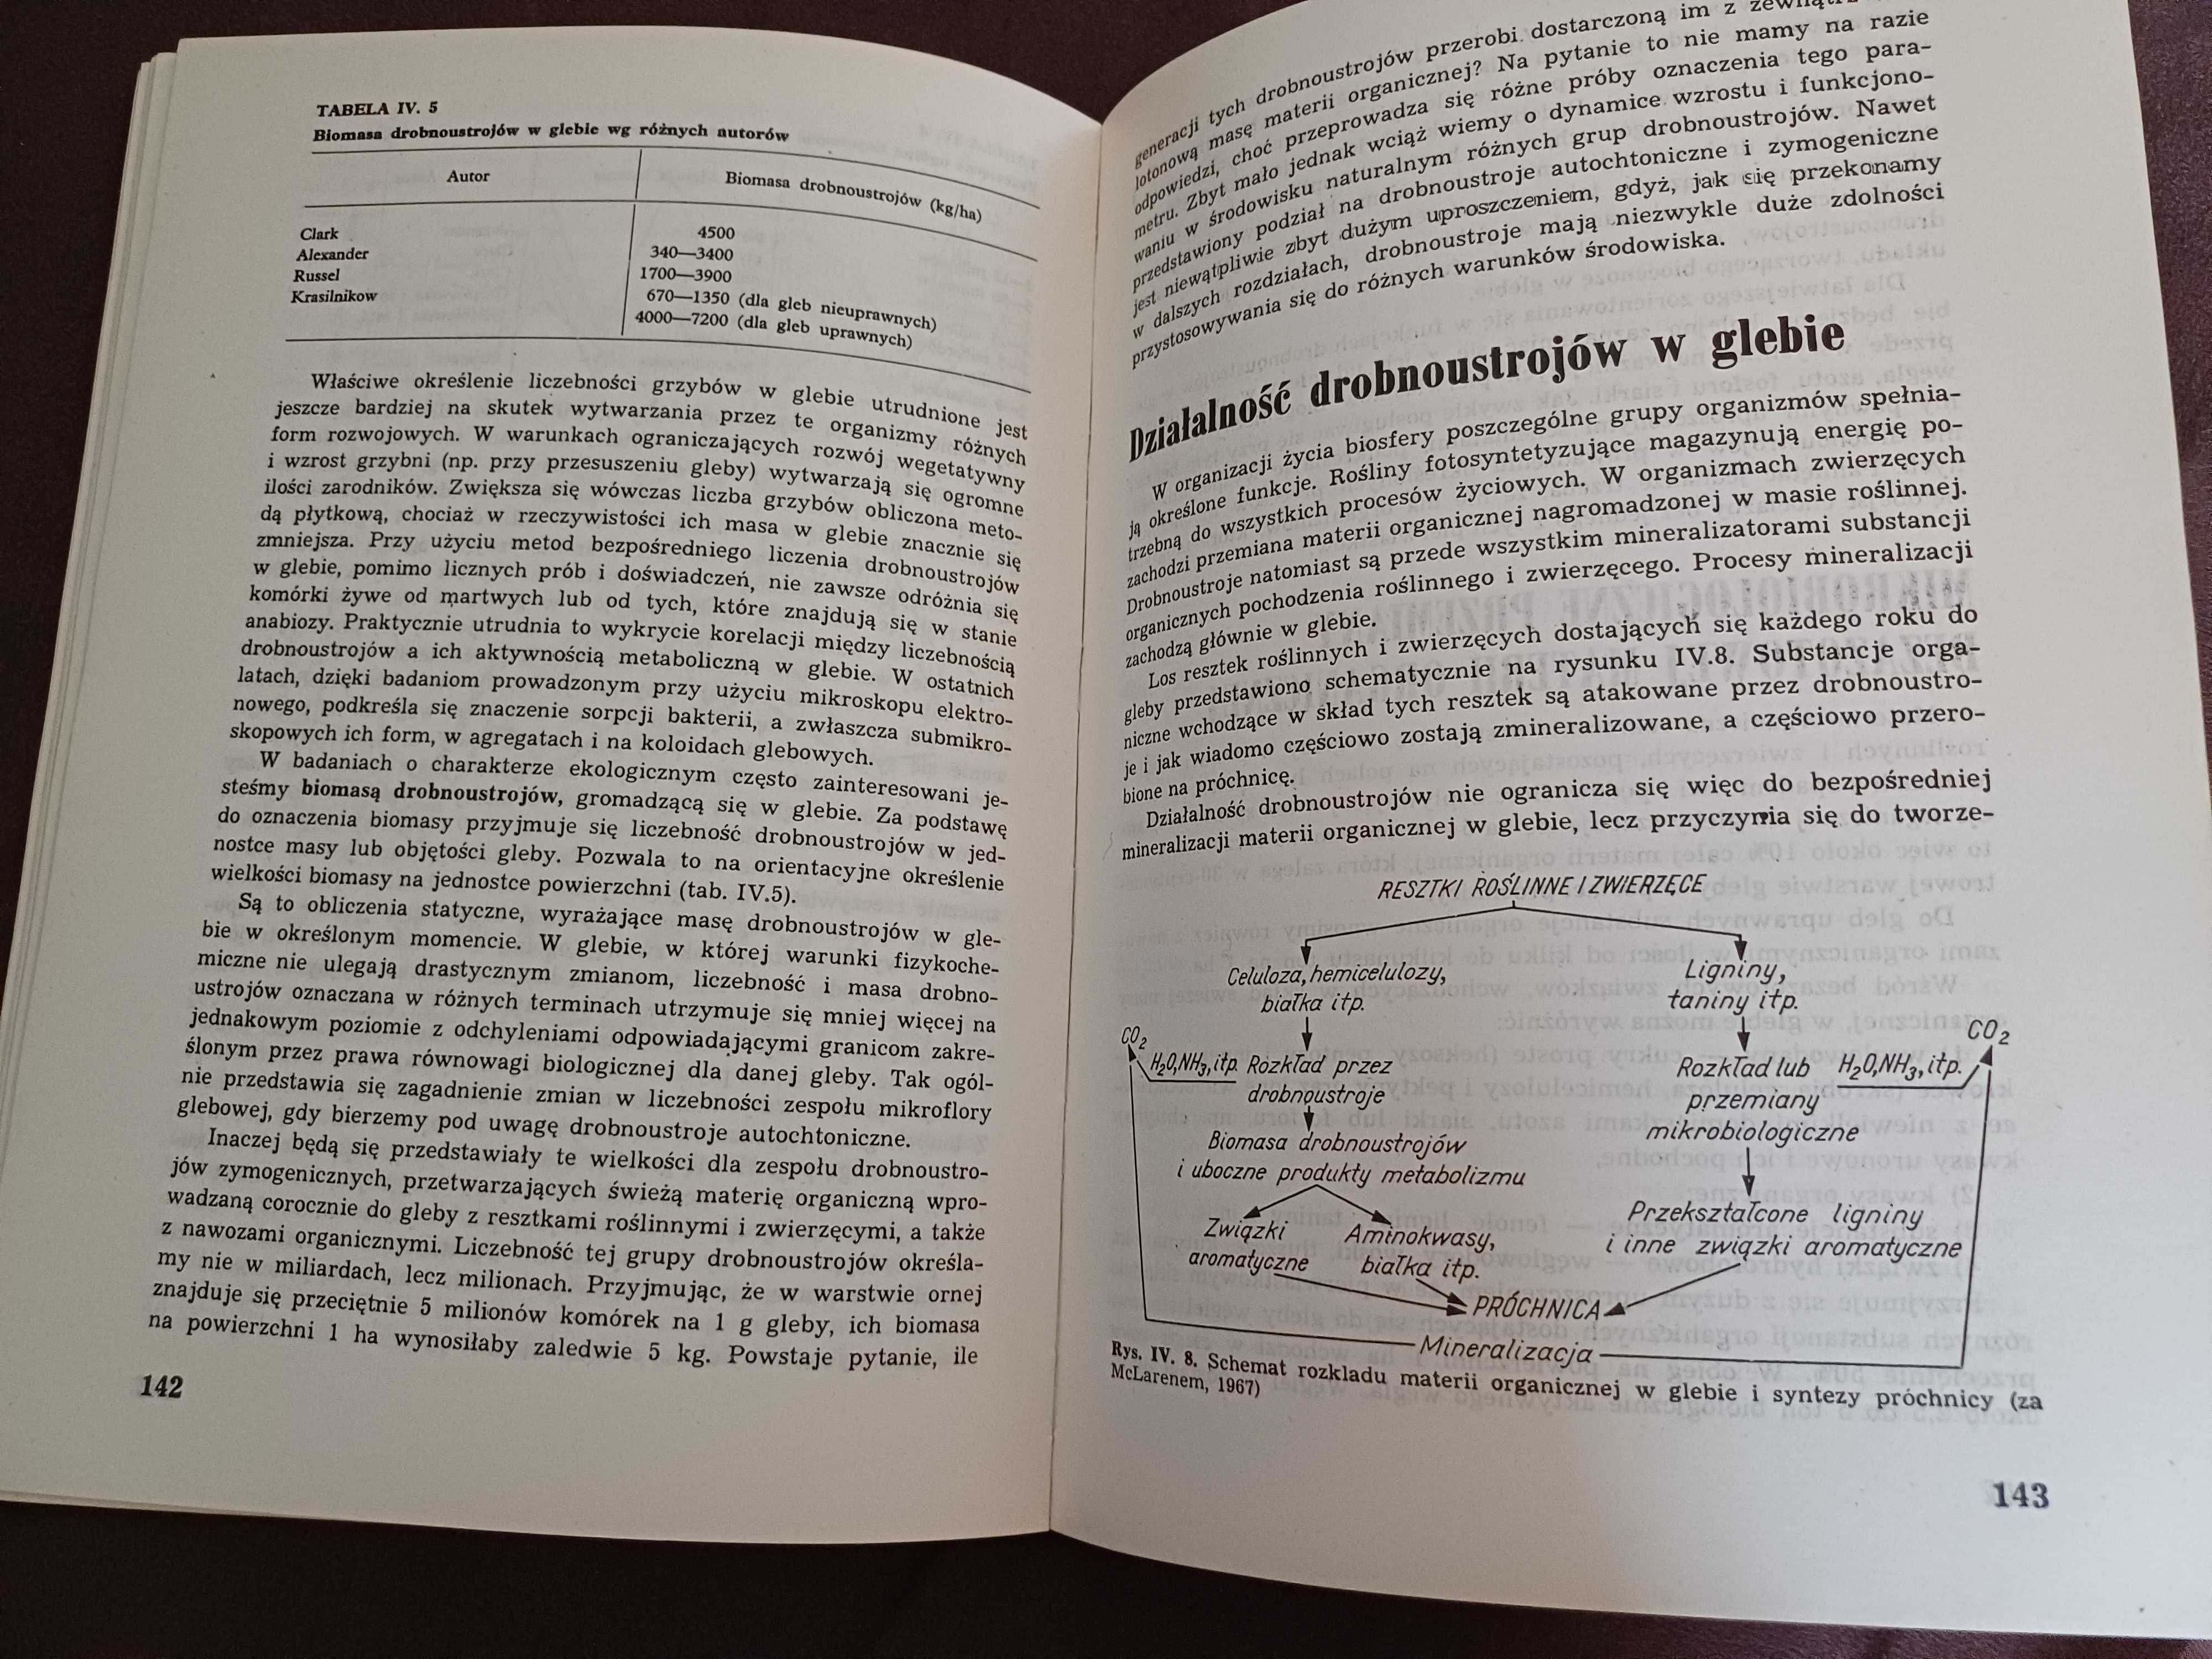 TABELA IV. 5
Biomasa drobnoustrojów w glebie wg różnych autorów
Autor
Biomasa drobnoustrojów (kg/ha)
Clark 4500
Alexander 340—3400
Russel 1700—3900
Krasilnikow 670—1350 (dla gleb nieuprawnych)
4000—7200 (dla gleb uprawnych)
Właściwe określenie liczebności grzybów w glebie utrudnione jest
jeszcze bardziej na skutek wytwarzania przez te organizmy różnych
form rozwojowych. W warunkach ograniczających rozwój wegetatywny
i wzrost grzybni (np. przy przesuszeniu gleby) wytwarzają się ogromne
ilości zarodników. Zwiększa się wówczas liczba grzybów obliczona meto-
dą płytkową, chociaż w rzeczywistości ich masa w glebie znacznie się
zmniejsza. Przy użyciu metod bezpośredniego liczenia drobnoustrojów
w glebie, pomimo licznych prób i doświadczeń, nie zawsze odróżnia się
komórki żywe od martwych lub od tych, które znajdują się w stanie
anabiozy. Praktycznie utrudnia to wykrycie korelacji między liczebnością
drobnoustrojów a ich aktywnością metaboliczną w glebie. W ostatnich
latach, dzięki badaniom prowadzonym przy użyciu mikroskopu elektro-
nowego, podkreśla się znaczenie sorpcji bakterii, a zwłaszcza submikro-
skopowych ich form, w agregatach i na koloidach glebowych.
W badaniach o charakterze ekologicznym często zainteresowani je-
steśmy biomasą drobnoustrojów, gromadzącą się w glebie. Za podstawę
do oznaczenia biomasy przyjmuje się liczebność drobnoustrojów w jed-
nostce masy lub objętości gleby. Pozwala to na orientacyjne określenie
wielkości biomasy na jednostce powierzchni (tab. IV.5).
Są to obliczenia statyczne, wyrażające masę drobnoustrojów w gle-
bie w określonym momencie. W glebie, w której warunki fizykoche-
miczne nie ulegają drastycznym zmianom, liczebność i masa drobno-
ustrojów oznaczana w różnych terminach utrzymuje się mniej więcej na
jednakowym poziomie z odchyleniami odpowiadającymi granicom zakre-
ślonym przez prawa równowagi biologicznej dla danej gleby. Tak ogól-
nie przedstawia się zagadnienie zmian w liczebności zespołu mikroflory
glebowej, gdy bierzemy pod uwagę drobnoustroje autochtoniczne.
Inaczej będą się przedstawiały te wielkości dla zespołu drobnoustro-
jów zymogenicznych, przetwarzających świeżą materię organiczną wpro-
wadzaną corocznie do gleby z resztkami roślinnymi i zwierzęcymi, a także
z nawozami organicznymi. Liczebność tej grupy drobnoustrojów określa-
my nie w miliardach, lecz milionach. Przyjmując, że w warstwie ornej
znajduje się przeciętnie 5 milionów komórek na 1 g gleby, ich biomasa
na powierzchni 1 ha wynosiłaby zaledwie 5 kg. Powstaje pytanie, ile
142
generacji tych drobnoustrojów przerobi dostarczoną im z
lotonową masę materii organicznej? Na pytanie to nie mamy na razie
odpowiedzi, choć przeprowadza się różne próby oznaczenia tego para-
metru. Zbyt mało jednak wciąż wiemy o dynamice wzrostu i funkcjono-
waniu w środowisku naturalnym różnych grup drobnoustrojów. Nawet
przedstawiony podział na drobnoustroje autochtoniczne i zymogeniczne
jest niewątpliwie zbyt dużym uproszczeniem, gdyż, jak się przekonamy
w dalszych rozdziałach, drobnoustroje mają niezwykle duże zdolności
przystosowywania się do różnych warunków środowiska.
Działalność drobnoustrojów w glebie
W organizacji życia biosfery poszczególne grupy organizmów spełnia-
ją określone funkcje. Rośliny fotosyntetyzujące magazynują energię po-
trzebną do wszystkich procesów życiowych. W organizmach zwierzęcych
zachodzi przemiana materii organicznej nagromadzonej w masie roślinnej.
Drobnoustroje natomiast są przede wszystkim mineralizatorami substancji
organicznych pochodzenia roślinnego i zwierzęcego. Procesy mineralizacji
zachodzą głównie w glebie.
Los resztek roślinnych i zwierzęcych dostających się każdego roku do
gleby przedstawiono schematycznie na rysunku IV.8. Substancje orga-
niczne wchodzące w skład tych resztek są atakowane przez drobnoustro-
je i jak wiadomo częściowo zostają zmineralizowane, a częściowo przero-
bione na próchnicę.
Działalność drobnoustrojów nie ogranicza się więc do bezpośredniej
mineralizacji materii organicznej w glebie, lecz przyczynia się do tworze-
RESZTKI ROŚLINNE I ZWIERZĘCE
Celuloza, hemicelulozy,
białka itp.
Ligniny,
taniny itp.
CO₂
H₂O, NH₃, itp.
Rozkład przez
drobnoustroje
Rozkład lub
przemiany
mikrobiologiczne
H₂O, NH₃, itp.
CO₂
Biomasa drobnoustrojów
i uboczne produkty metabolizmu
Przekształcone ligniny
i inne związki aromatyczne
Związki
aromatyczne
Aminokwasy,
białka itp.
PRÓCHNICA
Mineralizacja
Rys. IV. 8. Schemat rozkladu materii organicznej w glebie i syntezy próchnicy (za
McLarenem, 1967)
143